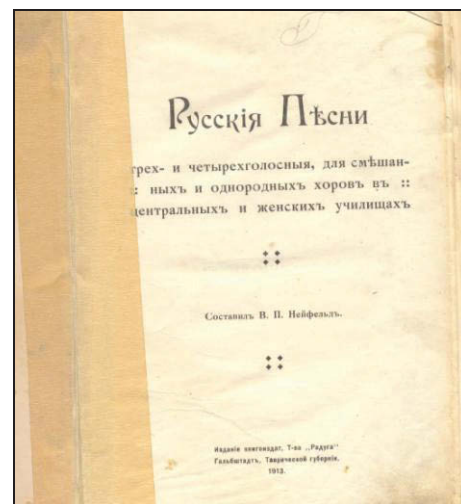 Русскія Пѣсни
трех- и четырехголосныя, для смѣшан-
:: ныхъ и однородныхъ хоровъ въ ::
центральныхъ и женскихъ училищахъ
Составилъ В. П. Нейфельдъ.
Изданіе книгоиздат. Т-ва „Радуга“
Гальбштадтъ, Таврической губерніи,
1913.